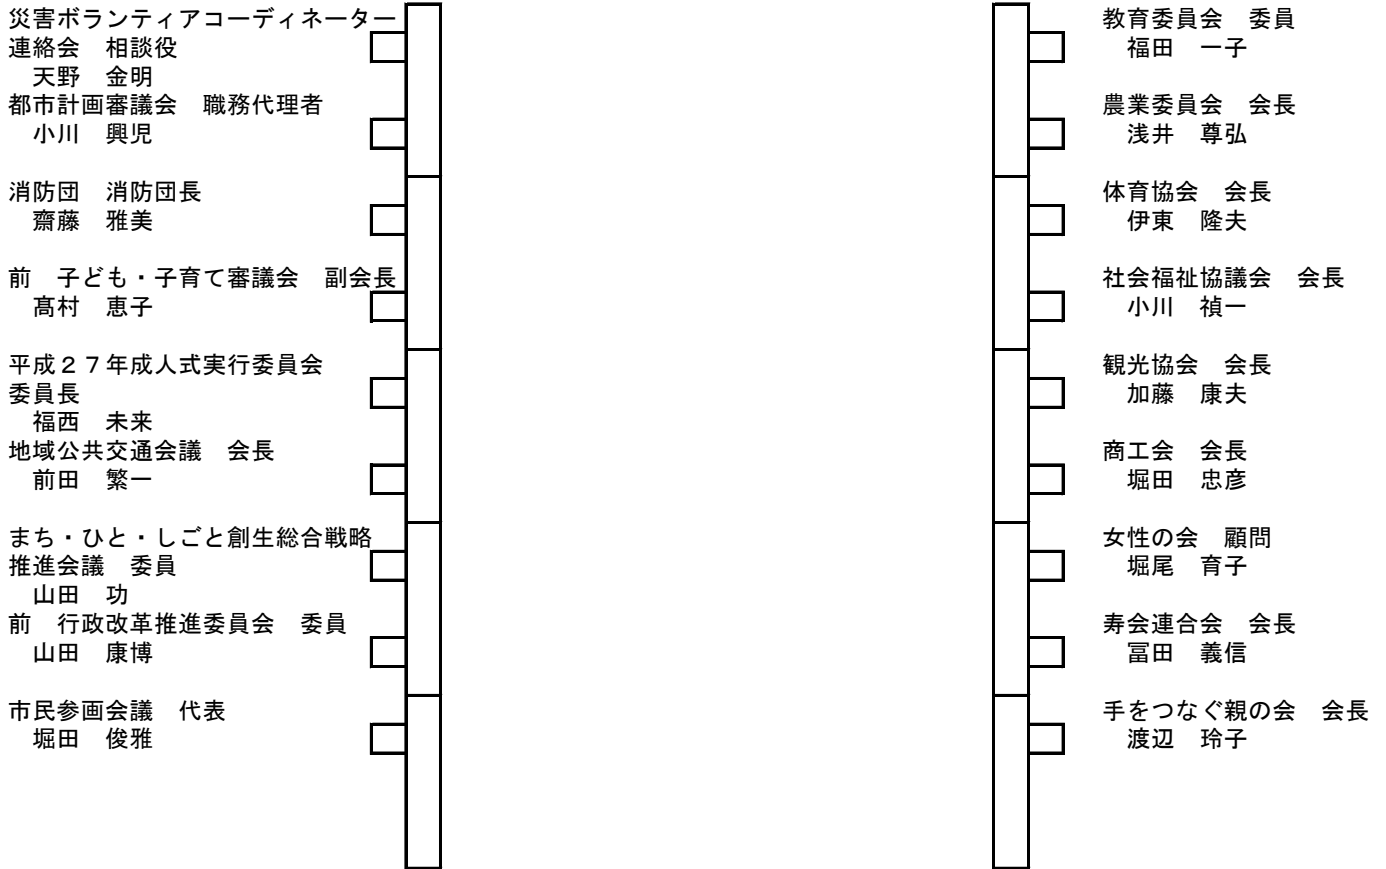 災害ボランティアコーディネーター
連絡会　相談役
天野　金明
都市計画審議会　職務代理者
小川　興児
消防団　消防団長
齋藤　雅美
前　子ども・子育て審議会　副会長
髙村　恵子
平成２７年成人式実行委員会
委員長
福西　未来
地域公共交通会議　会長
前田　繁一
まち・ひと・しごと創生総合戦略
推進会議　委員
山田　功
前　行政改革推進委員会　委員
山田　康博
市民参画会議　代表
堀田　俊雅
教育委員会　委員
福田　一子
農業委員会　会長
浅井　尊弘
体育協会　会長
伊東　隆夫
社会福祉協議会　会長
小川　禎一
観光協会　会長
加藤　康夫
商工会　会長
堀田　忠彦
女性の会　顧問
堀尾　育子
寿会連合会　会長
冨田　義信
手をつなぐ親の会　会長
渡辺　玲子